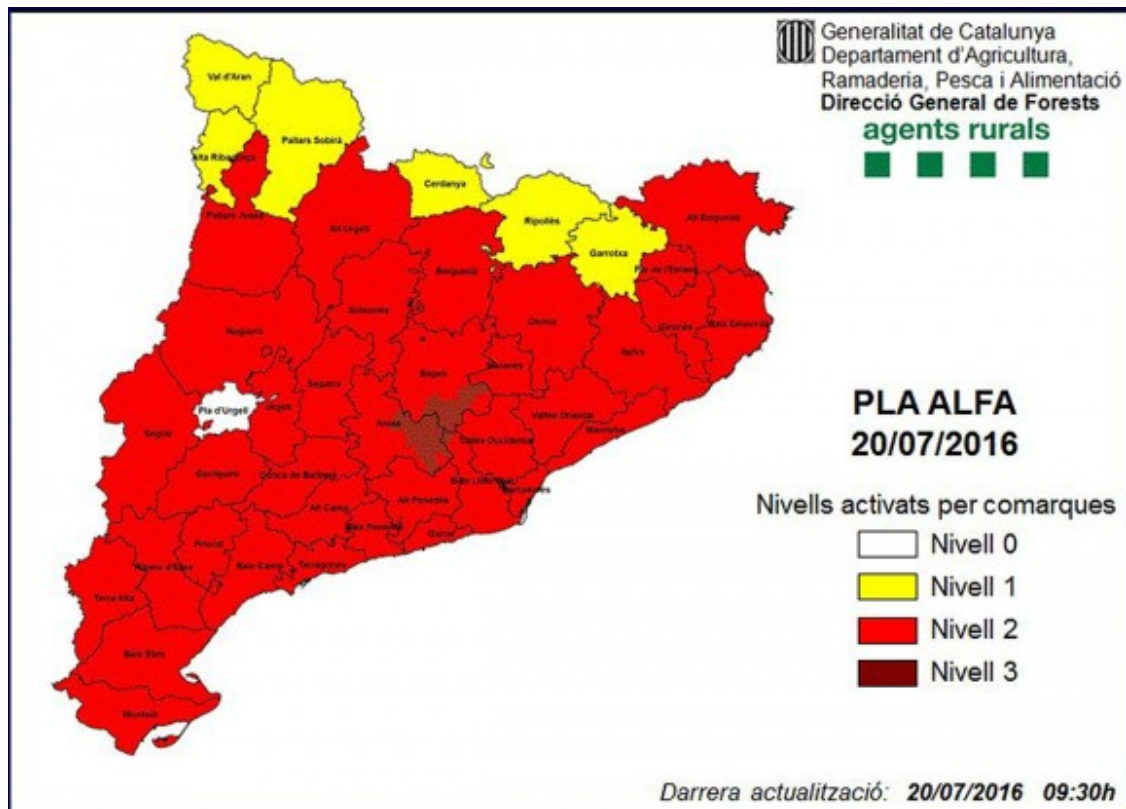 Generalitat de Catalunya
Departament d'Agricultura,
Ramaderia, Pesca i Alimentació
Direcció General de Forests
agents rurals
Val d'Aran
Pallars Sobirà
Alta Ribagorça
Cerdanya
Ripollès
Garrotxa
Alt Empordà
Pallars Jussà
Alt Urgell
Berguedà
Pla de l'Estany
Solsonès
Osona
Gironès
Baix Empordà
Noguera
Selva
Bages
Moianès
Segarra
Pla d'Urgell
Urgell
Anoia
Vallès Oriental
Maresme
Segrià
Vallès Occidental
Garrigues
Conca de Barberà
Baix Llobregat
Barcelonès
Alt Penedès
Alt Camp
Baix Penedès
Garraf
Priorat
Ribera d'Ebre
Baix Camp
Tarragonès
Terra Alta
Baix Ebre
Montsià
PLA ALFA
20/07/2016
Nivells activats per comarques
Nivell 0
Nivell 1
Nivell 2
Nivell 3
Darrera actualització: 20/07/2016 09:30h